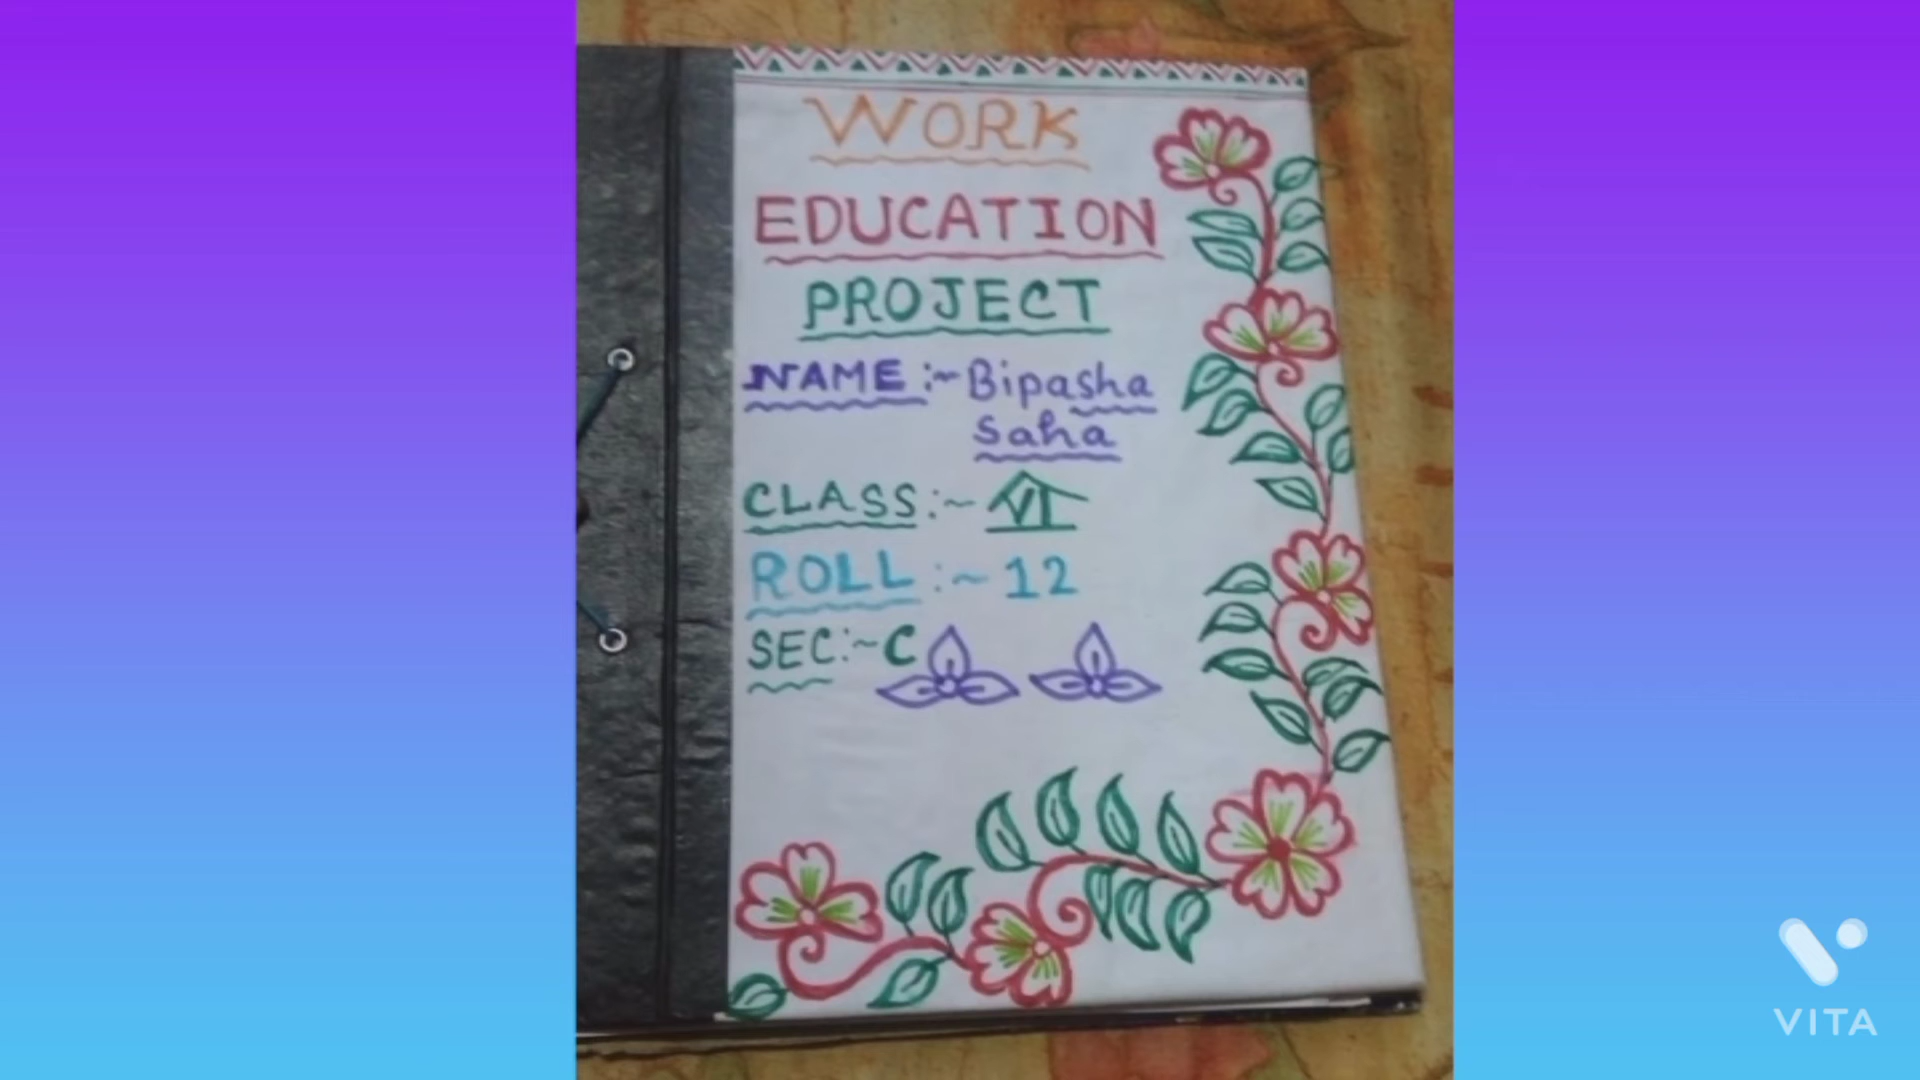 WORK
EDUCATION
PROJECT
NAME :~ Bipasha
Saha
CLASS :~ VI
ROLL :~ 12
SEC :~ C
VITA